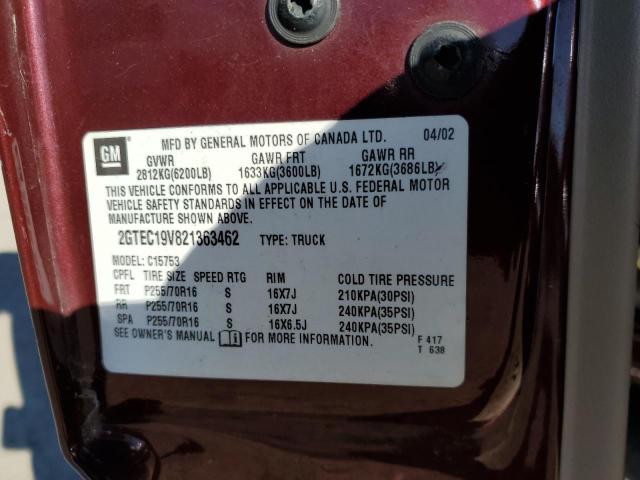 GM
MFD BY GENERAL MOTORS OF CANADA LTD. 04/02
GVWR GAWR FRT GAWR RR
2812KG(6200LB) 1633KG(3600LB) 1672KG(3686LB)
THIS VEHICLE CONFORMS TO ALL APPLICABLE U.S. FEDERAL MOTOR
VEHICLE SAFETY STANDARDS IN EFFECT ON THE DATE OF
MANUFACTURE SHOWN ABOVE.
2GTEC19V821363462 TYPE: TRUCK
MODEL: C15753
CPFL TIRE SIZE SPEED RTG RIM COLD TIRE PRESSURE
FRT P255/70R16 S 16X7J 210KPA(30PSI)
RR P255/70R16 S 16X7J 240KPA(35PSI)
SPA P255/70R16 S 16X6.5J 240KPA(35PSI)
SEE OWNER'S MANUAL FOR MORE INFORMATION.
F 417
T 638